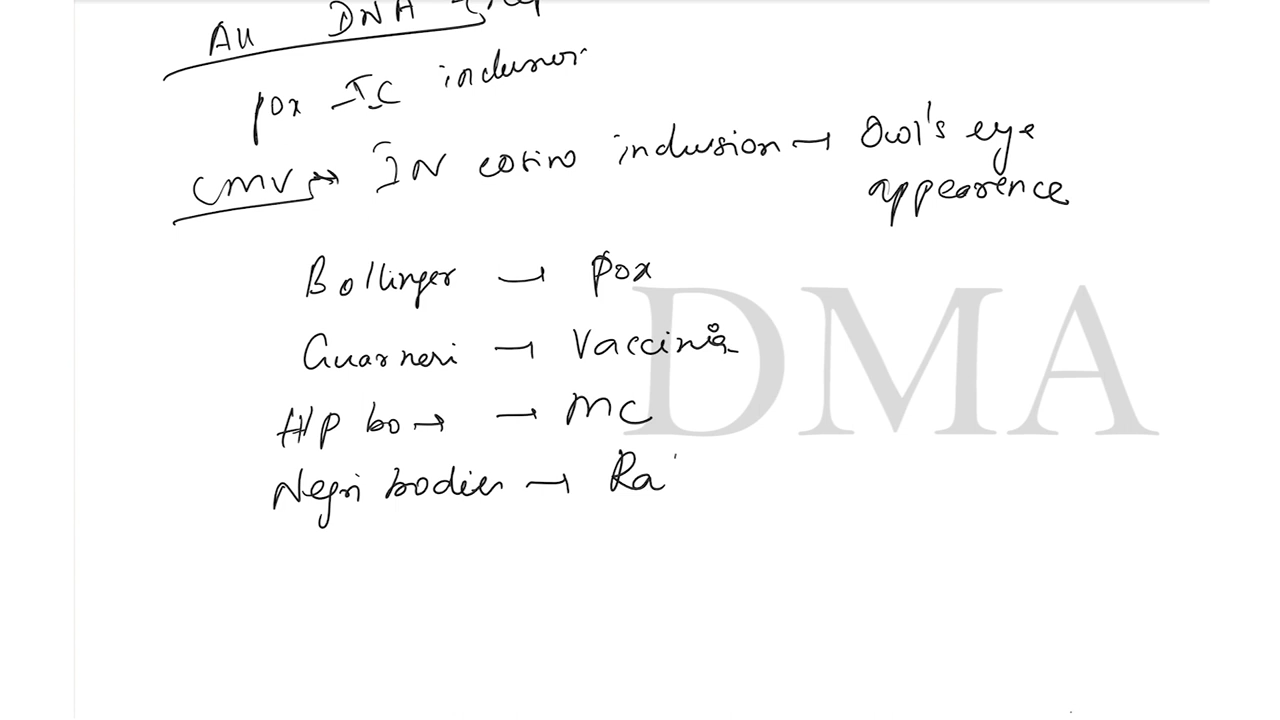 All DNA
pox IC inclusion
CMV → IN eosino inclusion → Owl's eye
appearence
Bollinger → pox
Guarneri → Vaccinia
H/P bo → → MC
Negri bodies → Ra
DMA